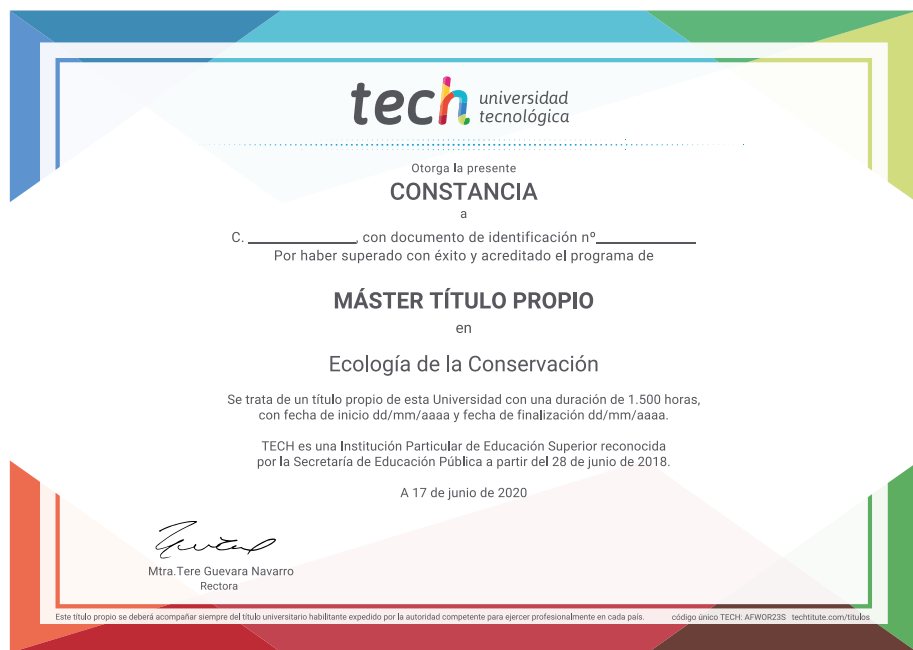 tech universidad
tecnológica
Otorga la presente
CONSTANCIA
a
C. ____________, con documento de identificación nº___________
Por haber superado con éxito y acreditado el programa de
MÁSTER TÍTULO PROPIO
en
Ecología de la Conservación
Se trata de un título propio de esta Universidad con una duración de 1.500 horas,
con fecha de inicio dd/mm/aaaa y fecha de finalización dd/mm/aaaa.
TECH es una Institución Particular de Educación Superior reconocida
por la Secretaría de Educación Pública a partir del 28 de junio de 2018.
A 17 de junio de 2020
Mtra.Tere Guevara Navarro
Rectora
Este título propio se deberá acompañar siempre del título universitario habilitante expedido por la autoridad competente para ejercer profesionalmente en cada país. código único TECH: AFWOR23S techtitute.com/titulos